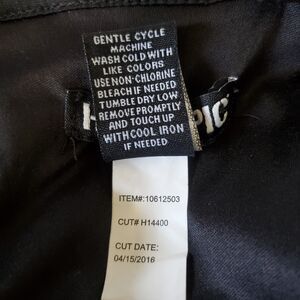 GENTLE CYCLE
MACHINE
WASH COLD WITH
LIKE COLORS
USE NON-CHLORINE
BLEACH IF NEEDED
TUMBLE DRY LOW
REMOVE PROMPTLY
AND TOUCH UP
WITH COOL IRON
IF NEEDED
ITEM#:10612503
CUT# H14400
CUT DATE:
04/15/2016